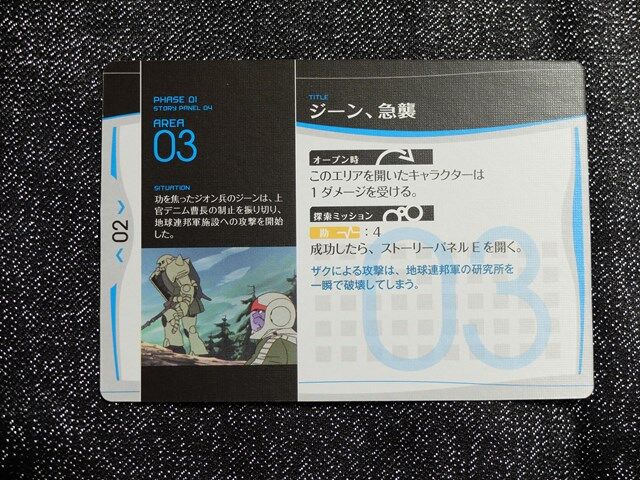 PHASE 01
STORY PANEL 04
AREA
03
SITUATION
功を焦ったジオン兵のジーンは、上
官デニム曹長の制止を振り切り、
地球連邦軍施設への攻撃を開始
した。
02
TITLE
ジーン、急襲
オープン時
このエリアを開いたキャラクターは
1ダメージを受ける。
探索ミッション
勘:4
成功したら、ストーリーパネルEを開く。
ザクによる攻撃は、地球連邦軍の研究所を
一瞬で破壊してしまう。
03